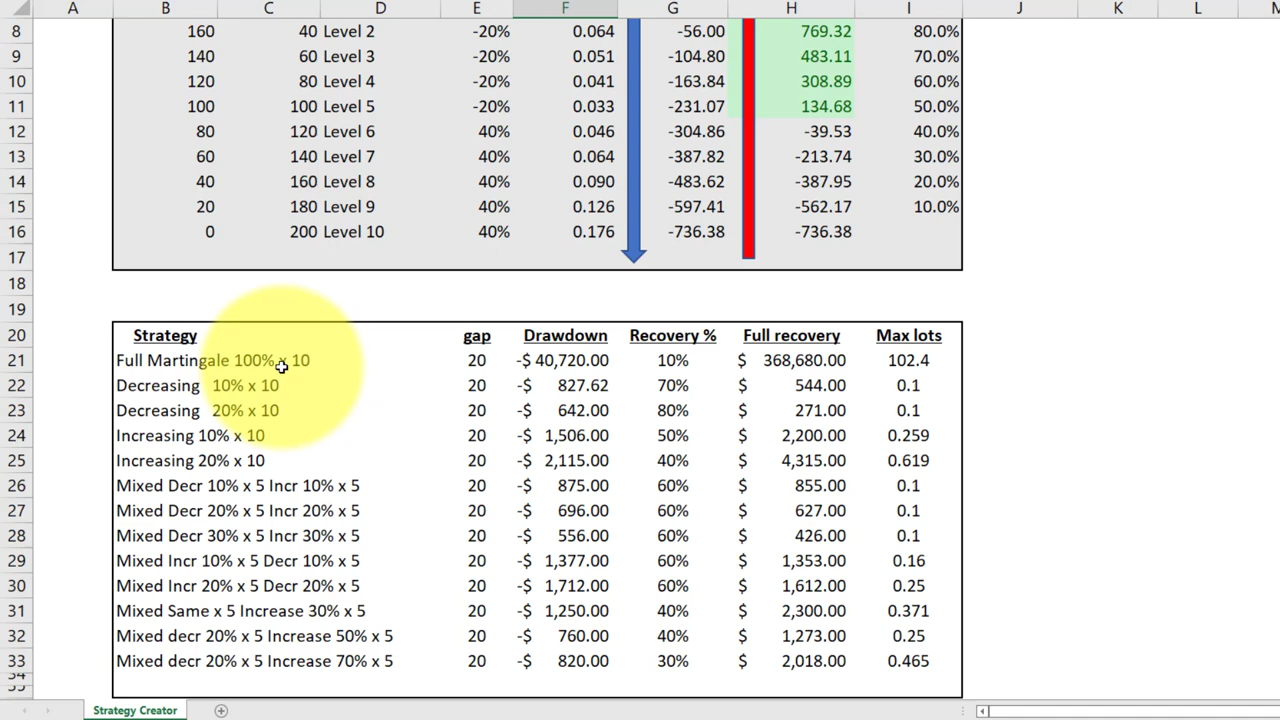 A B C D E F G H I J K L M
8 160 40 Level 2 -20% 0.064 -56.00 769.32 80.0%
9 140 60 Level 3 -20% 0.051 -104.80 483.11 70.0%
10 120 80 Level 4 -20% 0.041 -163.84 308.89 60.0%
11 100 100 Level 5 -20% 0.033 -231.07 134.68 50.0%
12 80 120 Level 6 40% 0.046 -304.86 -39.53 40.0%
13 60 140 Level 7 40% 0.064 -387.82 -213.74 30.0%
14 40 160 Level 8 40% 0.090 -483.62 -387.95 20.0%
15 20 180 Level 9 40% 0.126 -597.41 -562.17 10.0%
16 0 200 Level 10 40% 0.176 -736.38 -736.38
17
18
19
20 Strategy gap Drawdown Recovery % Full recovery Max lots
21 Full Martingale 100% x 10 20 -$ 40,720.00 10% $ 368,680.00 102.4
22 Decreasing 10% x 10 20 -$ 827.62 70% $ 544.00 0.1
23 Decreasing 20% x 10 20 -$ 642.00 80% $ 271.00 0.1
24 Increasing 10% x 10 20 -$ 1,506.00 50% $ 2,200.00 0.259
25 Increasing 20% x 10 20 -$ 2,115.00 40% $ 4,315.00 0.619
26 Mixed Decr 10% x 5 Incr 10% x 5 20 -$ 875.00 60% $ 855.00 0.1
27 Mixed Decr 20% x 5 Incr 20% x 5 20 -$ 696.00 60% $ 627.00 0.1
28 Mixed Decr 30% x 5 Incr 30% x 5 20 -$ 556.00 60% $ 426.00 0.1
29 Mixed Incr 10% x 5 Decr 10% x 5 20 -$ 1,377.00 60% $ 1,353.00 0.16
30 Mixed Incr 20% x 5 Decr 20% x 5 20 -$ 1,712.00 60% $ 1,612.00 0.25
31 Mixed Same x 5 Increase 30% x 5 20 -$ 1,250.00 40% $ 2,300.00 0.371
32 Mixed decr 20% x 5 Increase 50% x 5 20 -$ 760.00 40% $ 1,273.00 0.25
33 Mixed decr 20% x 5 Increase 70% x 5 20 -$ 820.00 30% $ 2,018.00 0.465
Strategy Creator